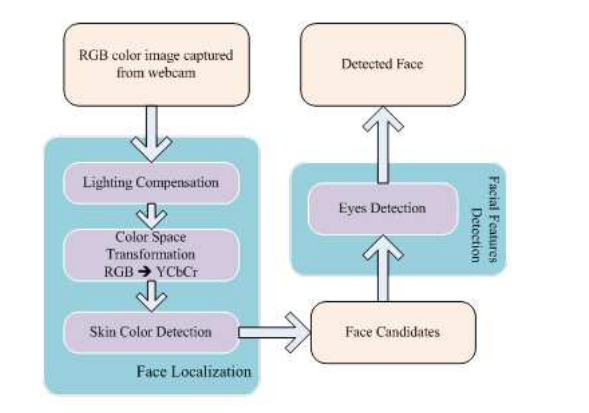 RGB color image captured
from webcam
Lighting Compensation
Color Space
Transformation
RGB ➔ YCbCr
Skin Color Detection
Face Localization
Face Candidates
Eyes Detection
Facial Features
Detection
Detected Face